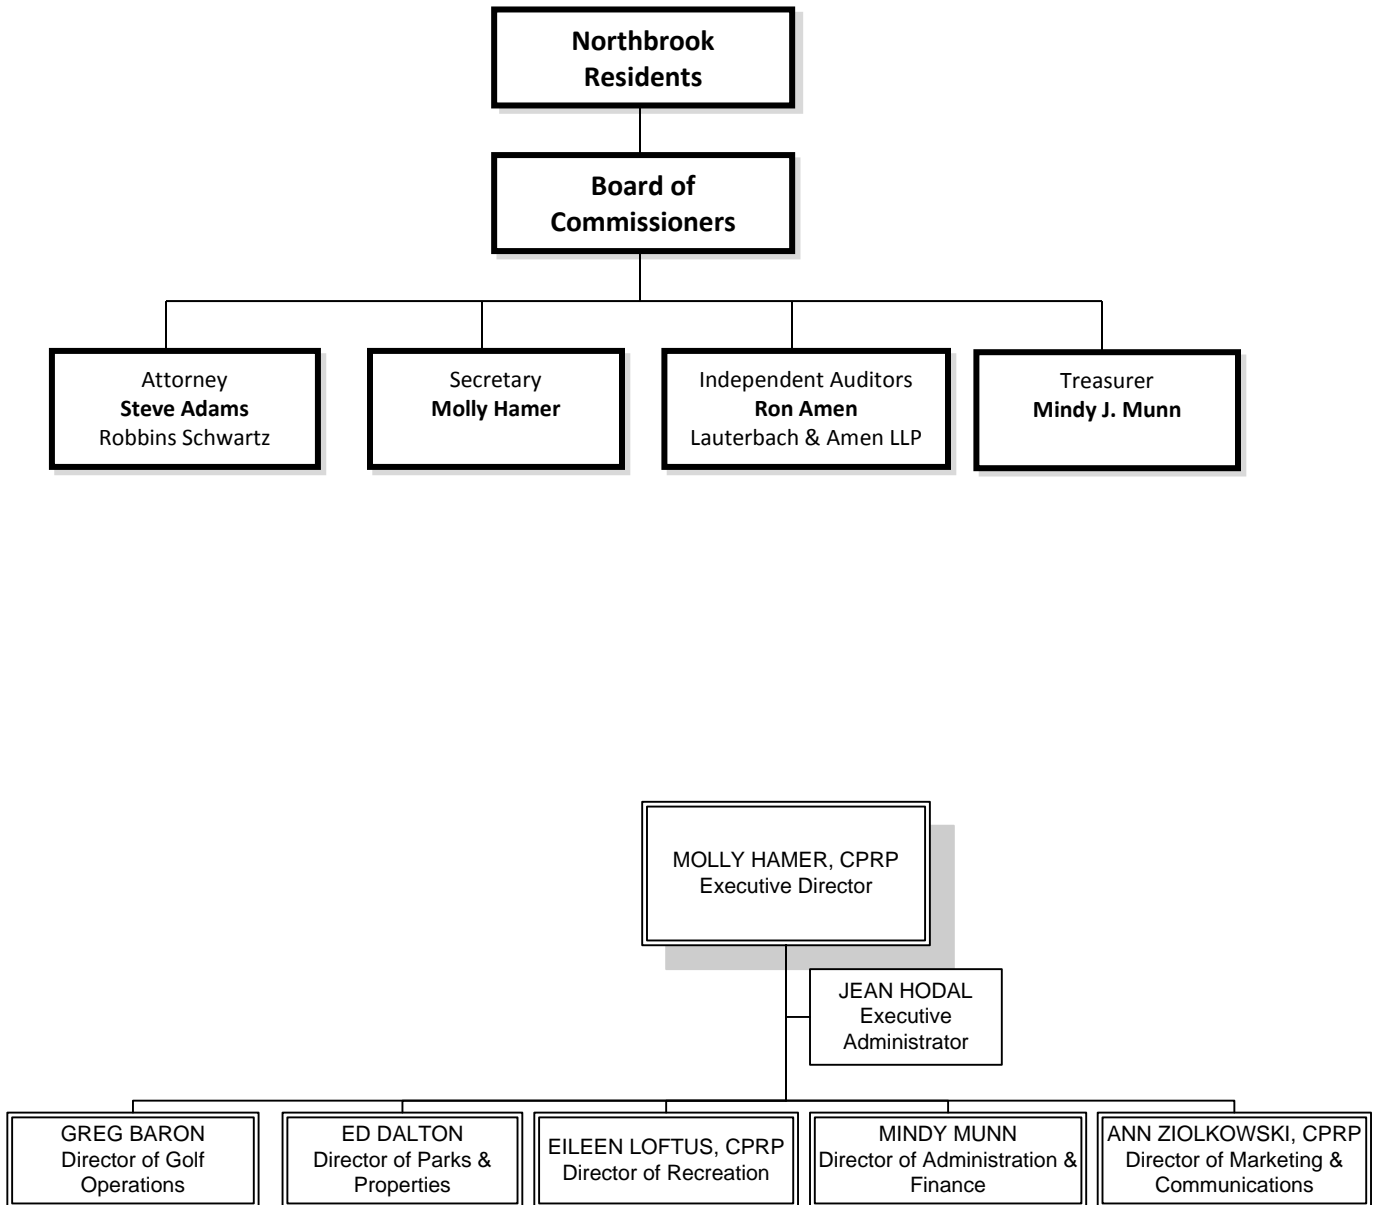 Northbrook
Residents
Board of
Commissioners
Attorney
Steve Adams
Robbins Schwartz
Secretary
Molly Hamer
Independent Auditors
Ron Amen
Lauterbach & Amen LLP
Treasurer
Mindy J. Munn
MOLLY HAMER, CPRP
Executive Director
JEAN HODAL
Executive
Administrator
GREG BARON
Director of Golf
Operations
ED DALTON
Director of Parks &
Properties
EILEEN LOFTUS, CPRP
Director of Recreation
MINDY MUNN
Director of Administration &
Finance
ANN ZIOLKOWSKI, CPRP
Director of Marketing &
Communications